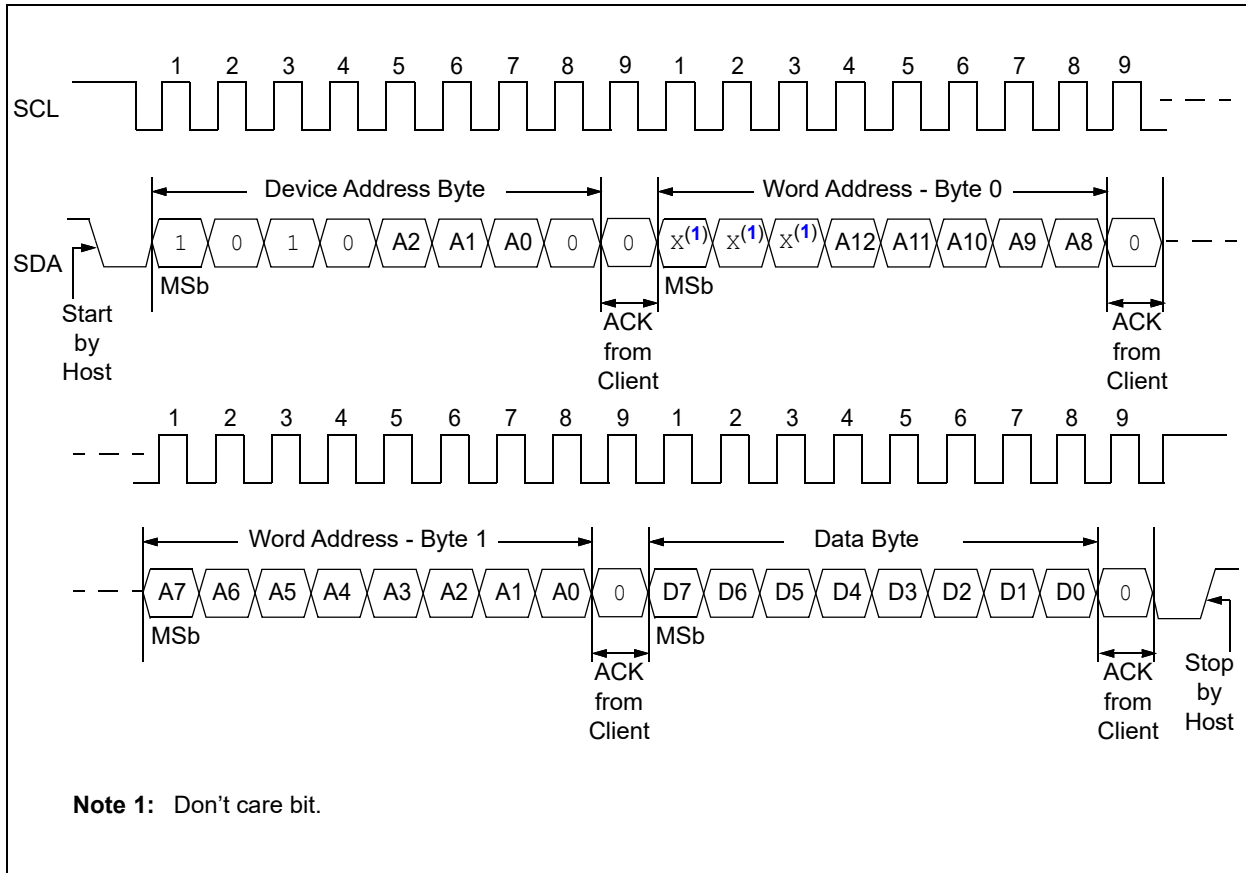 1 2 3 4 5 6 7 8 9 1 2 3 4 5 6 7 8 9
SCL
Device Address Byte Word Address - Byte 0
SDA 1 0 1 0 A2 A1 A0 0 0 X(1) X(1) X(1) A12 A11 A10 A9 A8 0
MSb MSb
Start
by
Host
ACK
from
Client
ACK
from
Client
1 2 3 4 5 6 7 8 9 1 2 3 4 5 6 7 8 9
Word Address - Byte 1 Data Byte
A7 A6 A5 A4 A3 A2 A1 A0 0 D7 D6 D5 D4 D3 D2 D1 D0 0
MSb MSb
ACK
from
Client
ACK
from
Client
Stop
by
Host
Note 1: Don't care bit.